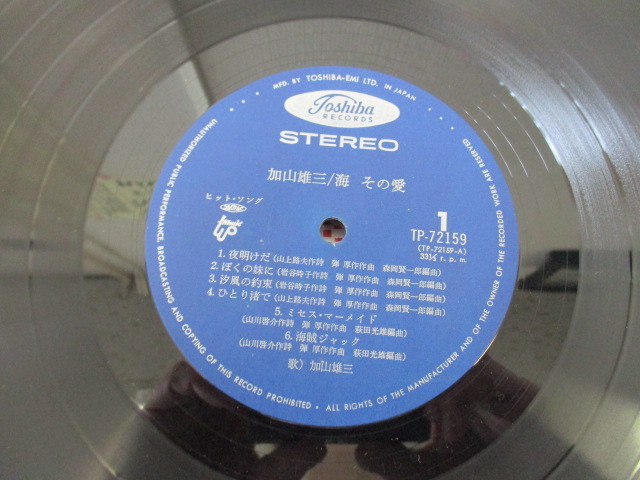 MFD. BY TOSHIBA-EMI LTD. IN JAPAN
Toshiba
RECORDS
STEREO
加山雄三/海 その愛
ヒット・ソング
1
TP-72159
(TP-72159-A)
33⅓ r. p. m.
1. 夜明けだ (山上路夫作詩 弾 厚作作曲 森岡賢一郎編曲)
2. ぼくの妹に (岩谷時子作詩 弾 厚作作曲 森岡賢一郎編曲)
3. 汐風の約束 (岩谷時子作詩 弾 厚作作曲 森岡賢一郎編曲)
4. ひとり渚で (山上路夫作詩 弾 厚作作曲 森岡賢一郎編曲)
5. ミセス・マーメイド
(山川啓介作詩 弾 厚作作曲 萩田光雄編曲)
6. 海賊ジャック
(山川啓介作詩 弾 厚作作曲 萩田光雄編曲)
歌) 加山雄三
UNAUTHORIZED PUBLIC PERFORMANCE, BROADCASTING AND COPYING OF THIS RECORD PROHIBITED • ALL RIGHTS OF THE MANUFACTURER AND OF THE OWNER OF THE RECORDED WORK ARE RESERVED